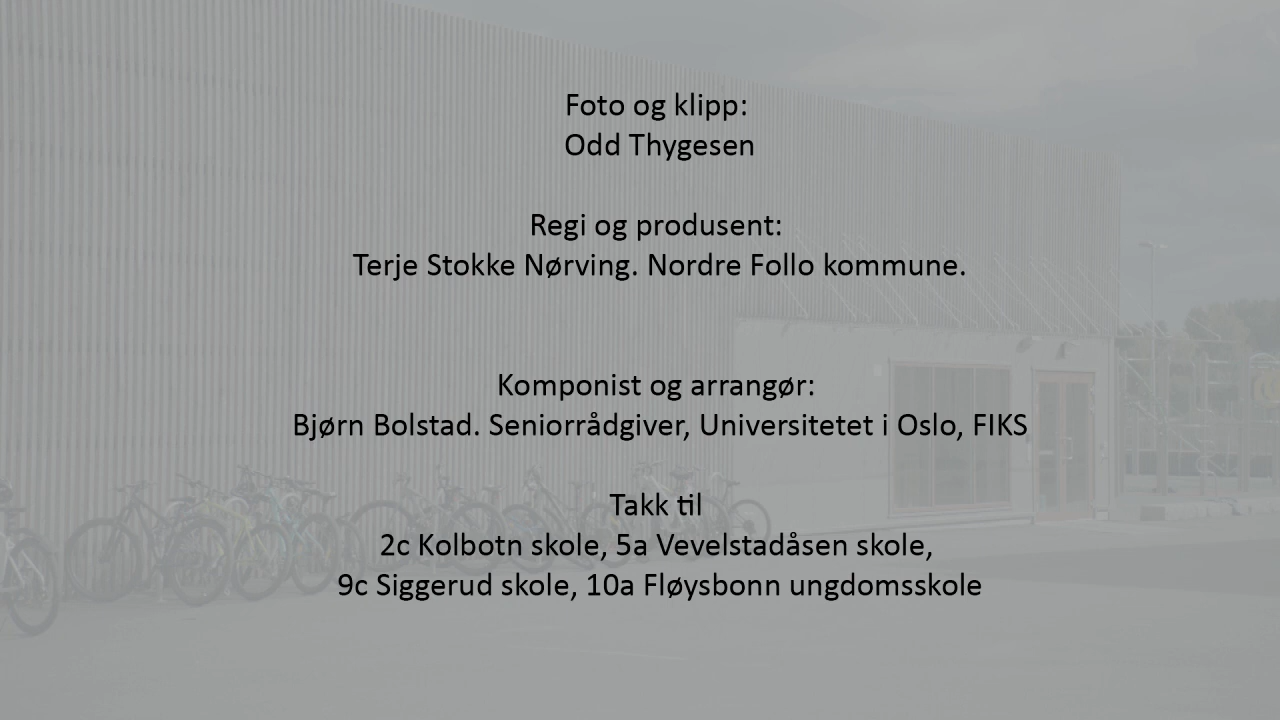 Foto og klipp:
Odd Thygesen
Regi og produsent:
Terje Stokke Nørving. Nordre Follo kommune.
Komponist og arrangør:
Bjørn Bolstad. Seniorrådgiver, Universitetet i Oslo, FIKS
Takk til
2c Kolbotn skole, 5a Vevelstadåsen skole,
9c Siggerud skole, 10a Fløysbonn ungdomsskole